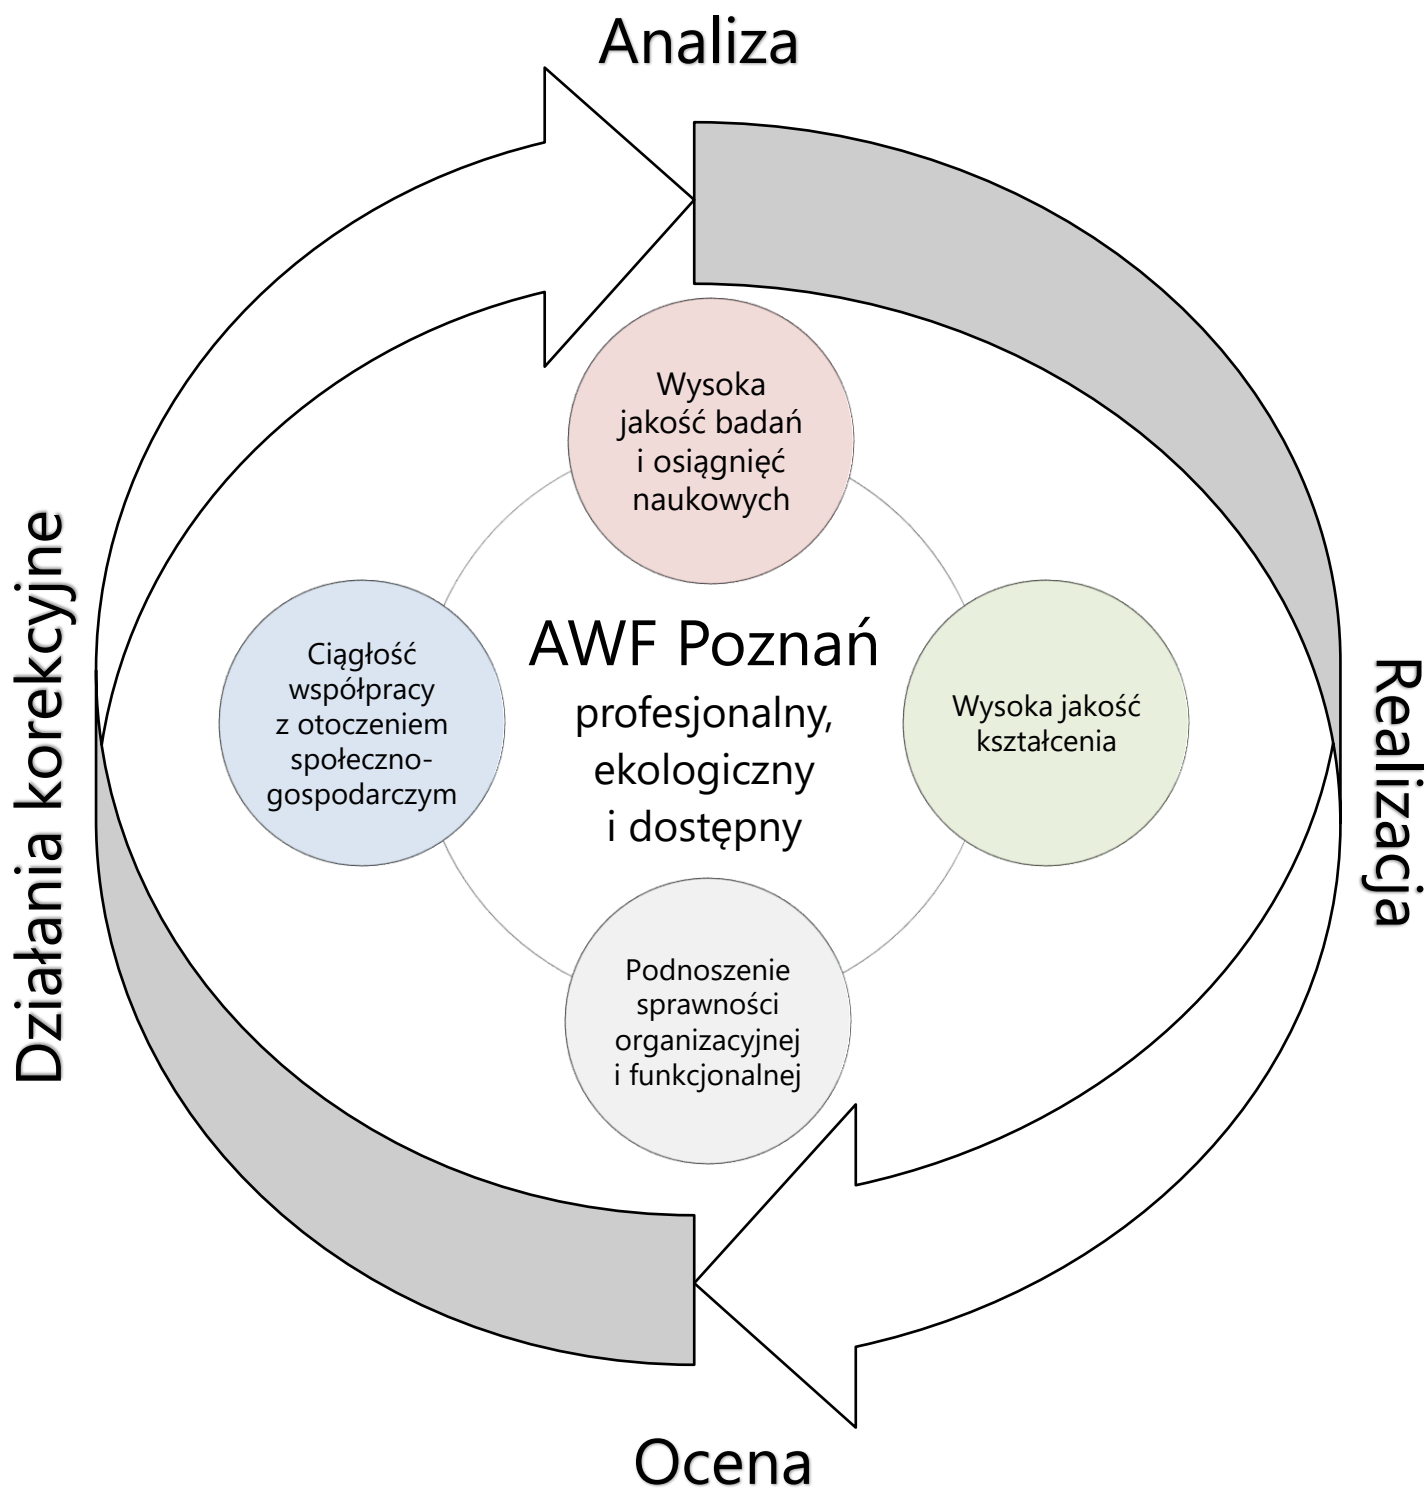 Analiza
Wysoka
jakość badań
i osiągnięć
naukowych
Działania korekcyjne
Ciągłość
współpracy
z otoczeniem
społeczno-
gospodarczym
AWF Poznań
profesjonalny,
ekologiczny
i dostępny
Wysoka jakość
kształcenia
Realizacja
Podnoszenie
sprawności
organizacyjnej
i funkcjonalnej
Ocena